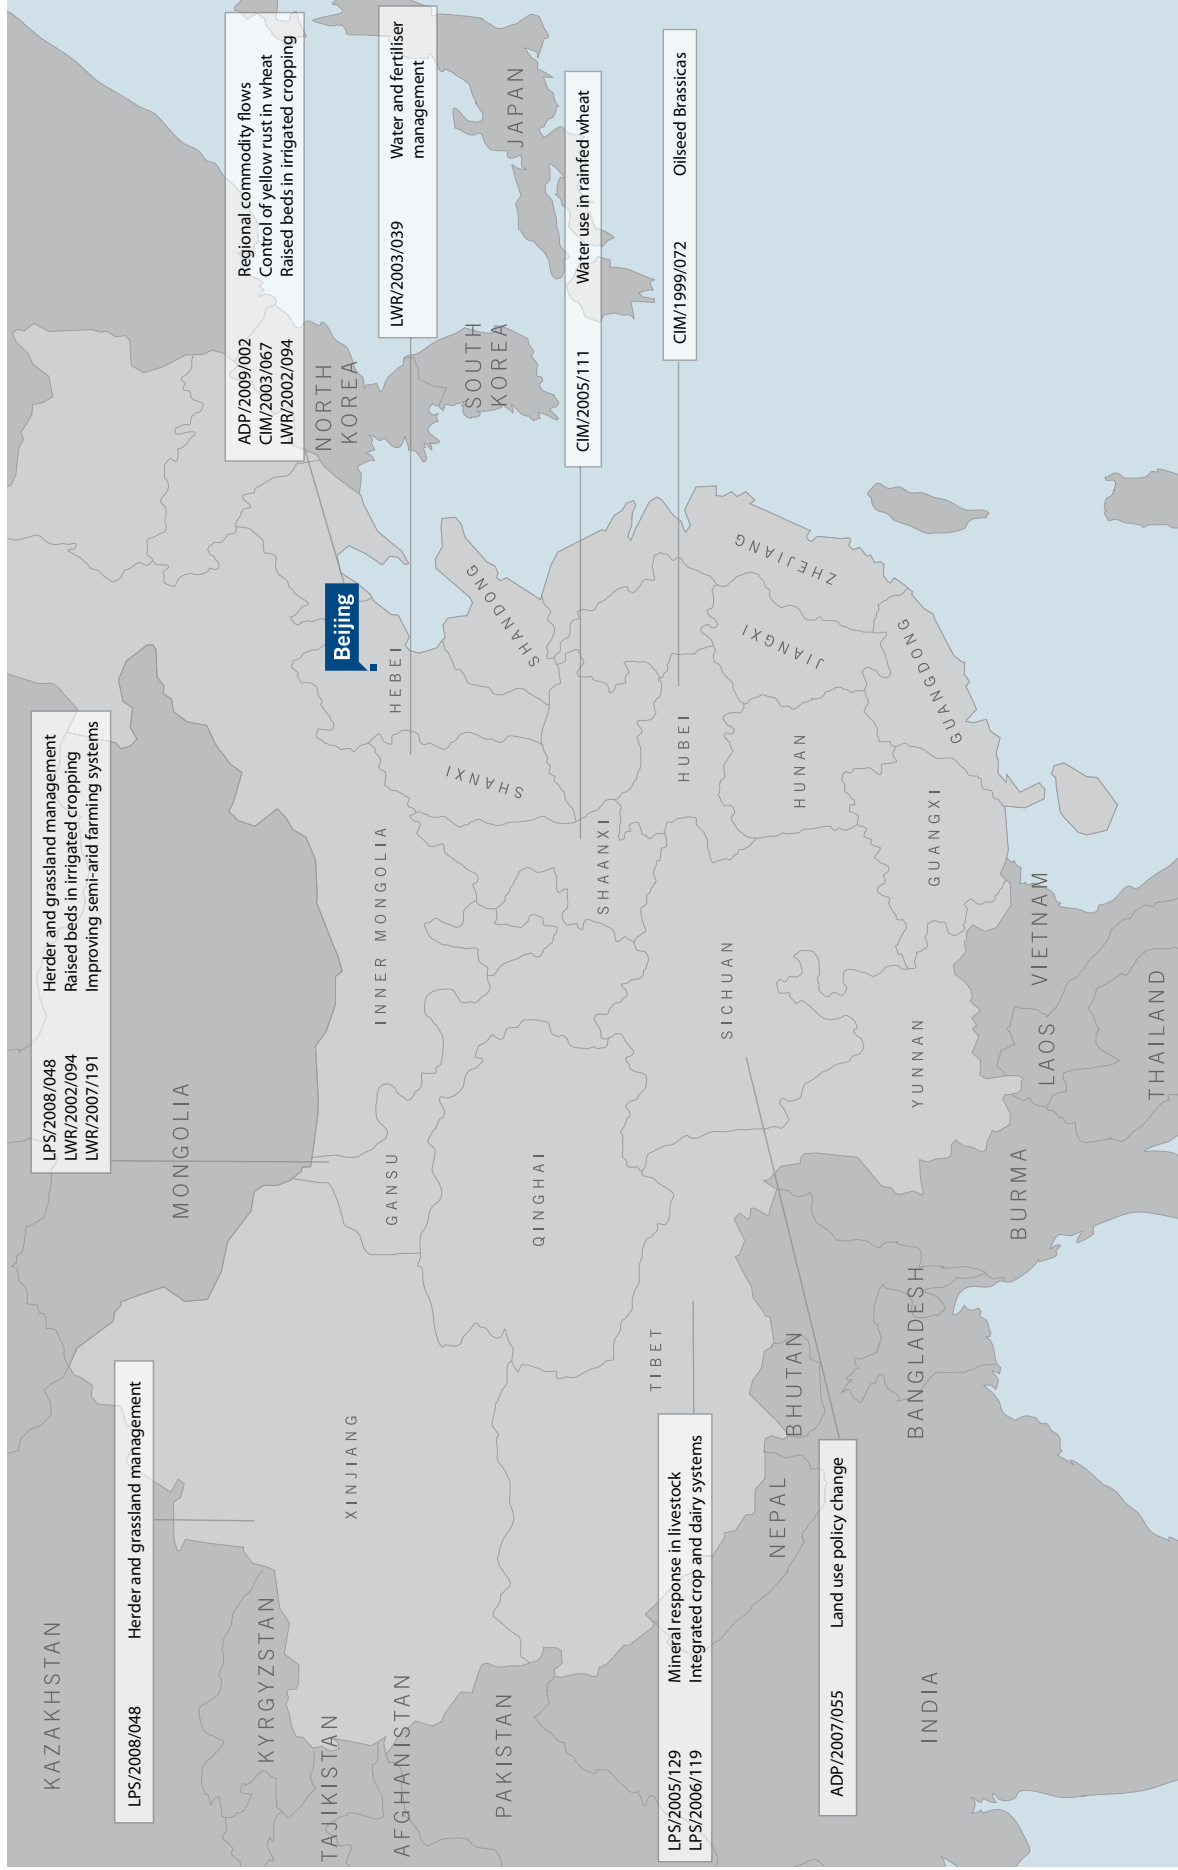 LPS/2008/048 Herder and grassland management
LWR/2002/094 Raised beds in irrigated cropping
LWR/2007/191 Improving semi-arid farming systems
ADP/2009/002 Regional commodity flows
CIM/2003/067 Control of yellow rust in wheat
LWR/2002/094 Raised beds in irrigated cropping
LPS/2008/048 Herder and grassland management
LWR/2003/039 Water and fertiliser
management
CIM/2005/111 Water use in rainfed wheat
CIM/1999/072 Oilseed Brassicas
LPS/2005/129 Mineral response in livestock
LPS/2006/119 Integrated crop and dairy systems
ADP/2007/055 Land use policy change
KAZAKHSTAN
MONGOLIA
KYRGYZSTAN
TAJIKISTAN
AFGHANISTAN
PAKISTAN
XINJIANG
GANSU
INNER MONGOLIA
Beijing
HEBEI
SHANXI
SHANDONG
NORTH
KOREA
SOUTH
KOREA
JAPAN
QINGHAI
SHAANXI
TIBET
SICHUAN
HUBEI
ZHEJIANG
JIANGXI
HUNAN
NEPAL
BHUTAN
BANGLADESH
INDIA
YUNNAN
GUANGXI
GUANGDONG
BURMA
LAOS
VIETNAM
THAILAND